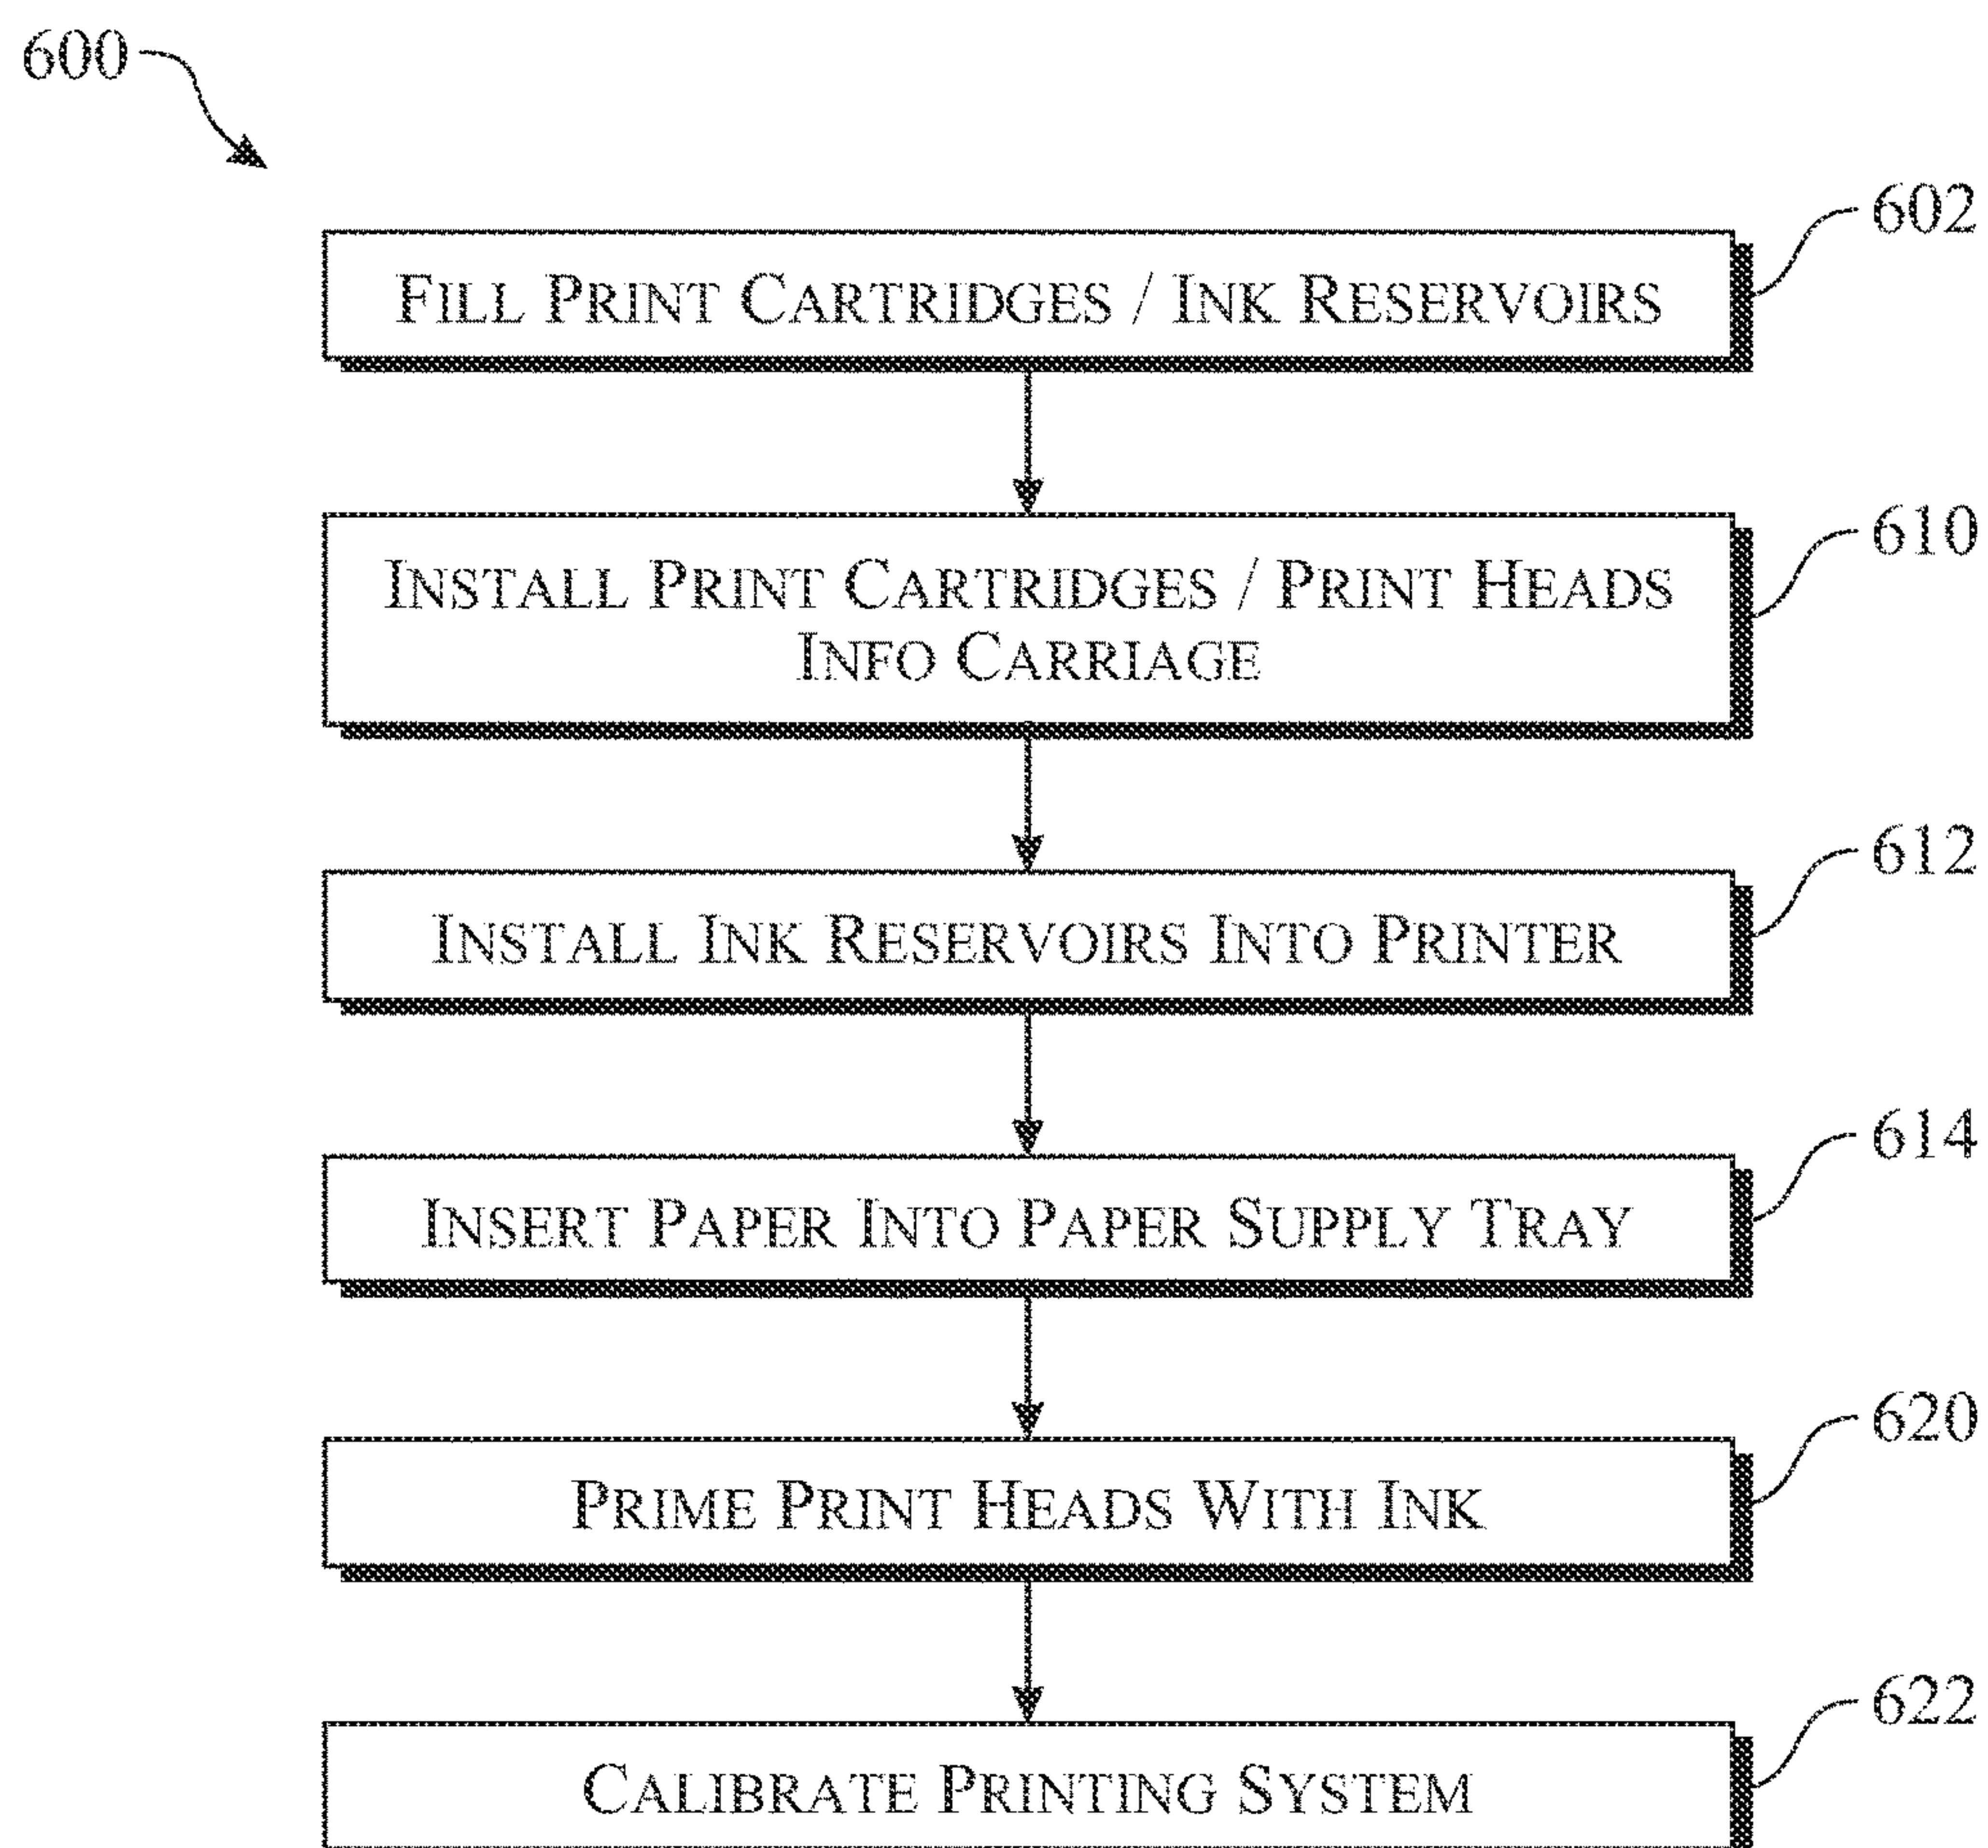 600
602
FILL PRINT CARTRIDGES / INK RESERVOIRS
610
INSTALL PRINT CARTRIDGES / PRINT HEADS
INFO CARRIAGE
612
INSTALL INK RESERVOIRS INTO PRINTER
614
INSERT PAPER INTO PAPER SUPPLY TRAY
620
PRIME PRINT HEADS WITH INK
622
CALIBRATE PRINTING SYSTEM